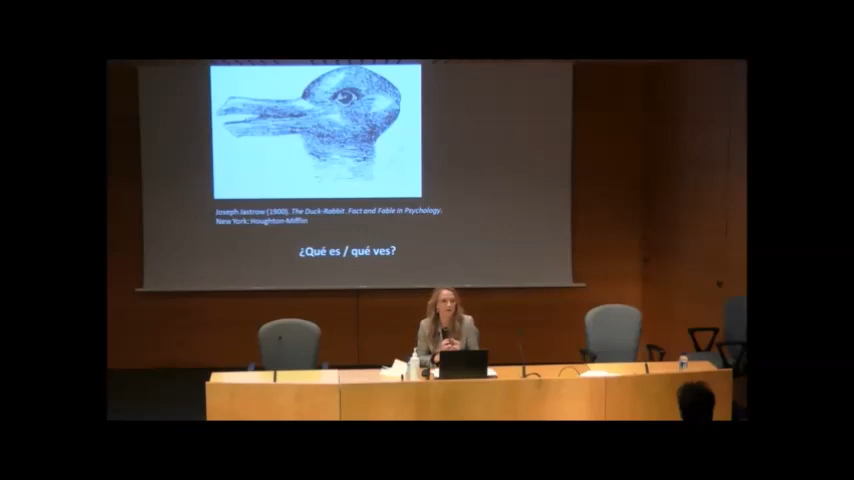 Joseph Jastrow (1900). The Duck-Rabbit. Fact and Fable in Psychology.
New York: Houghton-Mifflin
¿Qué es / qué ves?